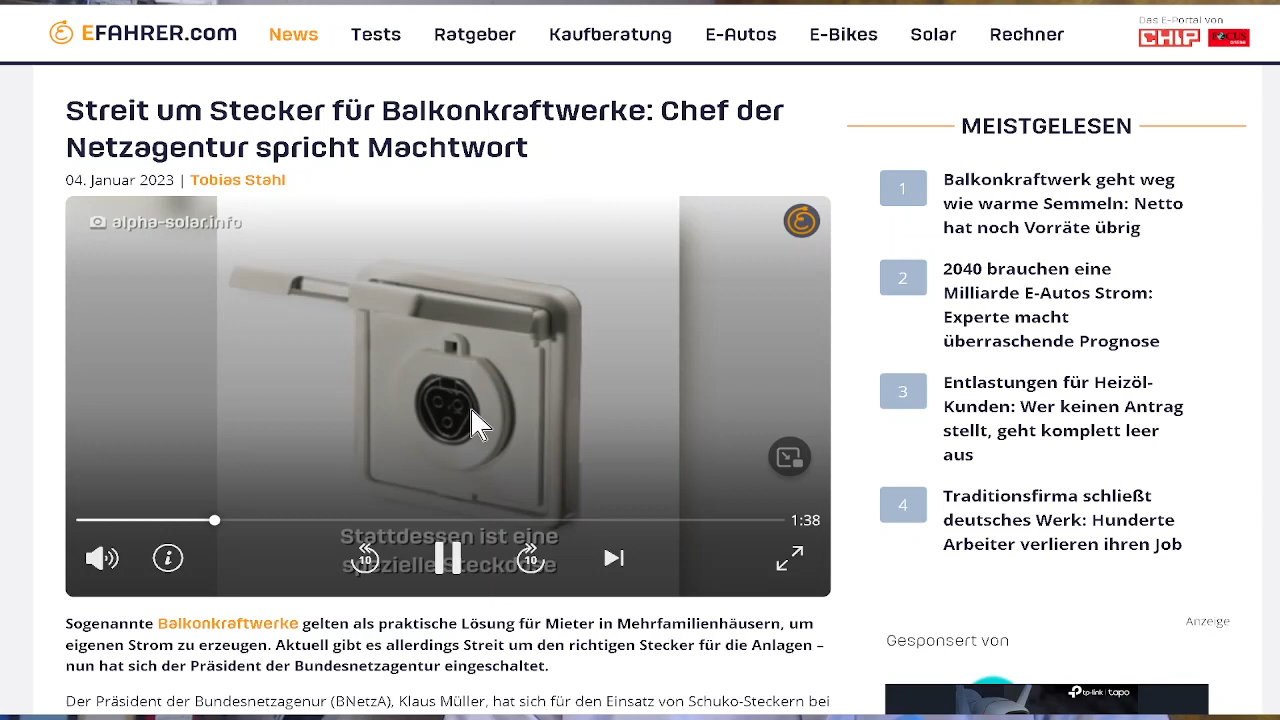 EFAHRER.com
News
Tests
Ratgeber
Kaufberatung
E-Autos
E-Bikes
Solar
Rechner
Das E-Portal von
CHIP
FOCUS
Streit um Stecker für Balkonkraftwerke: Chef der
Netzagentur spricht Machtwort
04. Januar 2023 | Tobias Stahl
alpha-solar.info
1:38
Stattdessen ist eine
spezielle Steckdose
10
10
Sogenannte Balkonkraftwerke gelten als praktische Lösung für Mieter in Mehrfamilienhäusern, um
eigenen Strom zu erzeugen. Aktuell gibt es allerdings Streit um den richtigen Stecker für die Anlagen –
nun hat sich der Präsident der Bundesnetzagentur eingeschaltet.
Der Präsident der Bundesnetzagenur (BNetzA), Klaus Müller, hat sich für den Einsatz von Schuko-Steckern bei
MEISTGELESEN
1
Balkonkraftwerk geht weg
wie warme Semmeln: Netto
hat noch Vorräte übrig
2
2040 brauchen eine
Milliarde E-Autos Strom:
Experte macht
überraschende Prognose
3
Entlastungen für Heizöl-
Kunden: Wer keinen Antrag
stellt, geht komplett leer
aus
4
Traditionsfirma schließt
deutsches Werk: Hunderte
Arbeiter verlieren ihren Job
Anzeige
Gesponsert von
tp-link | tapo